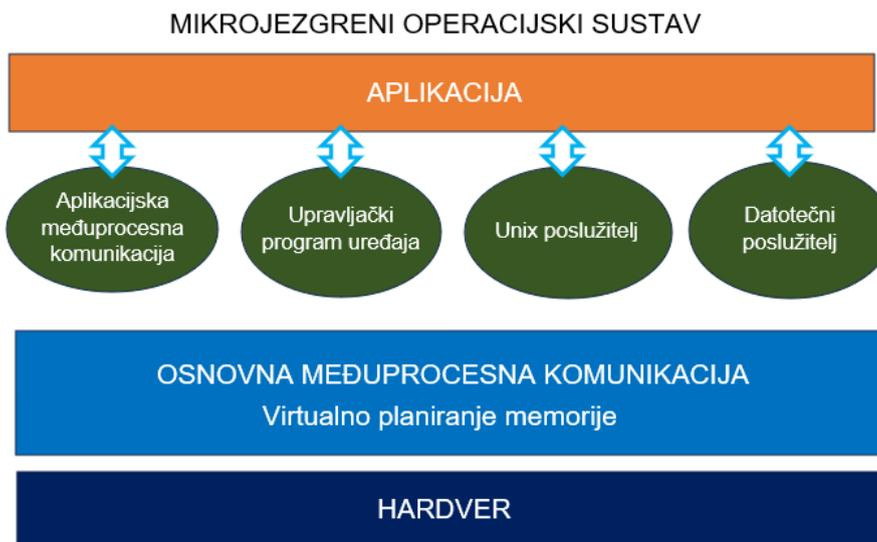 MIKROJEZGRENI OPERACIJSKI SUSTAV
APLIKACIJA
Aplikacijska
međuprocesna
komunikacija
Upravljački
program uređaja
Unix poslužitelj
Datotečni
poslužitelj
OSNOVNA MEĐUPROCESNA KOMUNIKACIJA
Virtualno planiranje memorije
HARDVER